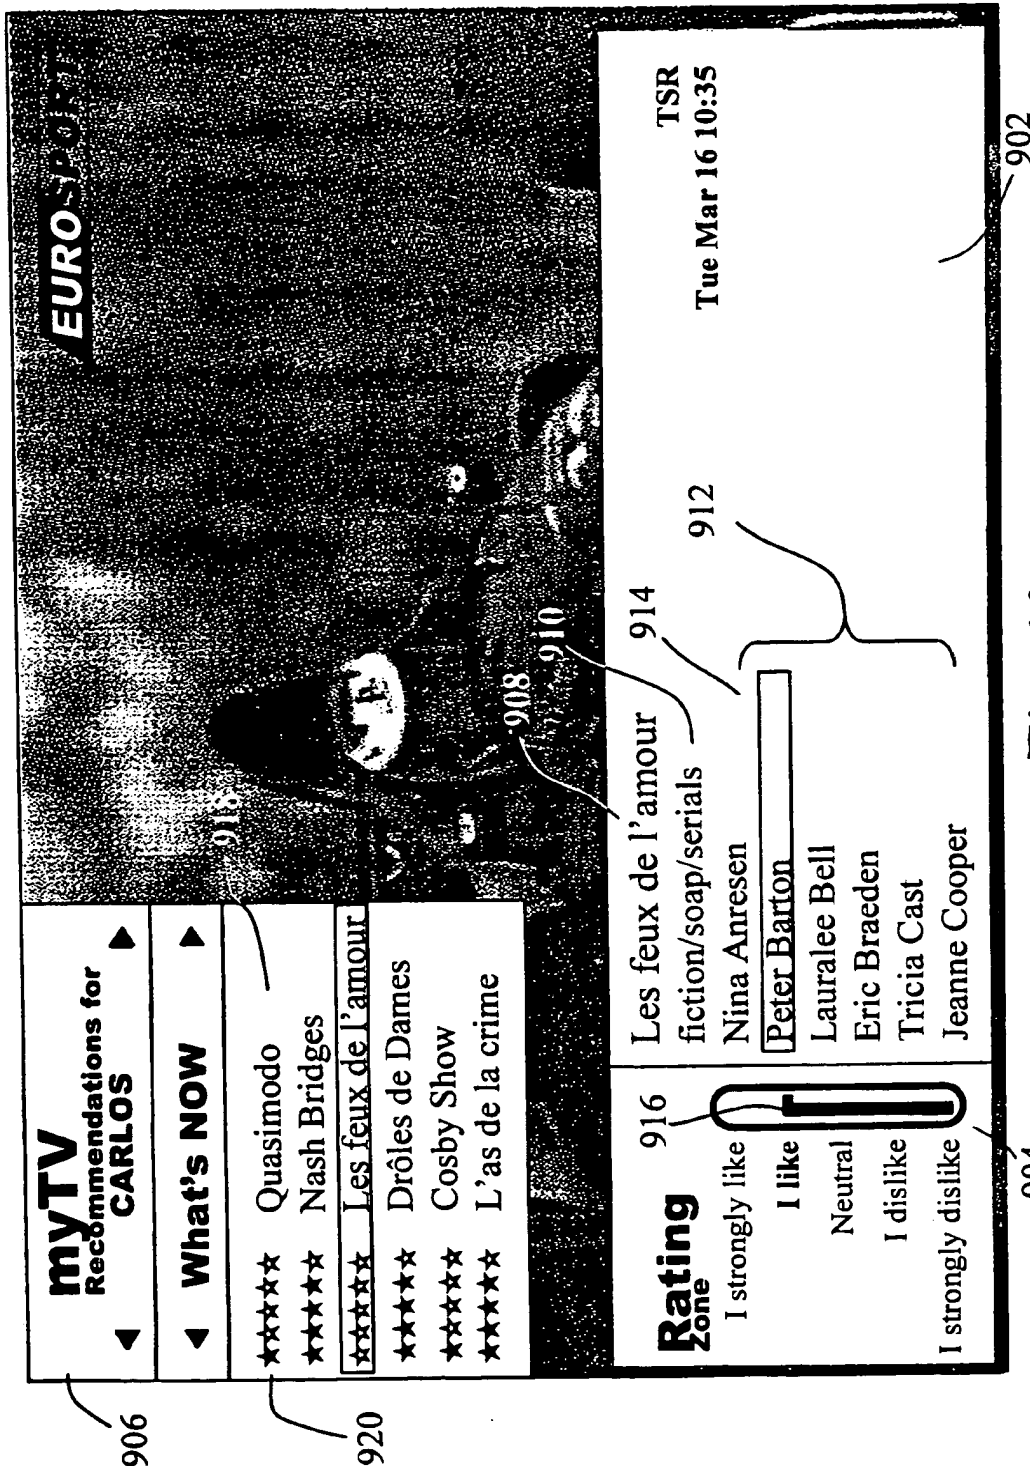 906
myTV
Recommendations for
CARLOS
What's NOW
920
★★★★☆ Quasimodo
★★★★★ Nash Bridges
☆☆☆☆☆ Les feux de l'amour
★★★★★ Drôles de Dames
★★★★☆ Cosby Show
★★★★★ L'as de la crime
918
EUROSPORT
908
910
Rating
Zone
916
I strongly like
I like
Neutral
I dislike
I strongly dislike
Les feux de l'amour
fiction/soap/serials
Nina Anresen
Peter Barton
Lauralee Bell
Eric Braeden
Tricia Cast
Jeanne Cooper
914
912
TSR
Tue Mar 16 10:35
902